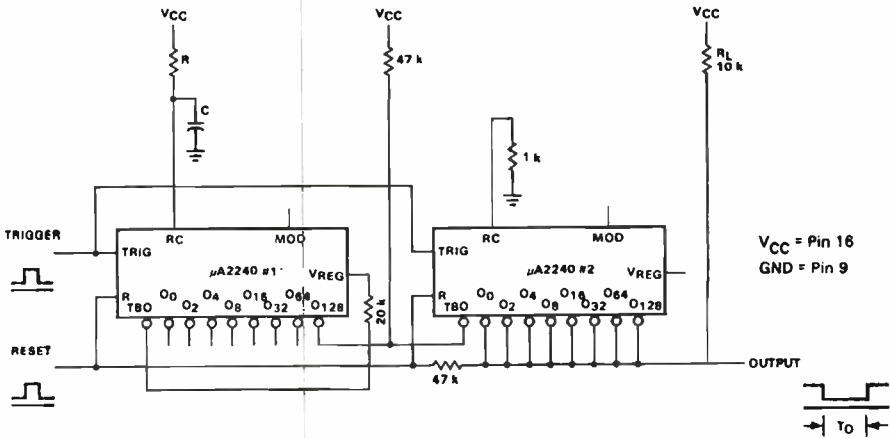 VCC
VCC
VCC
R
47 k
RL
10 k
C
1 k
TRIGGER
TRIG
RC
MOD
μA2240 #1
VREG
R
TBO
O0
O2
O4
O8
O16
O32
O64
O128
20 k
TRIG
RC
MOD
μA2240 #2
VREG
R
TBO
O0
O2
O4
O8
O16
O32
O64
O128
VCC = Pin 16
GND = Pin 9
RESET
47 k
OUTPUT
TO